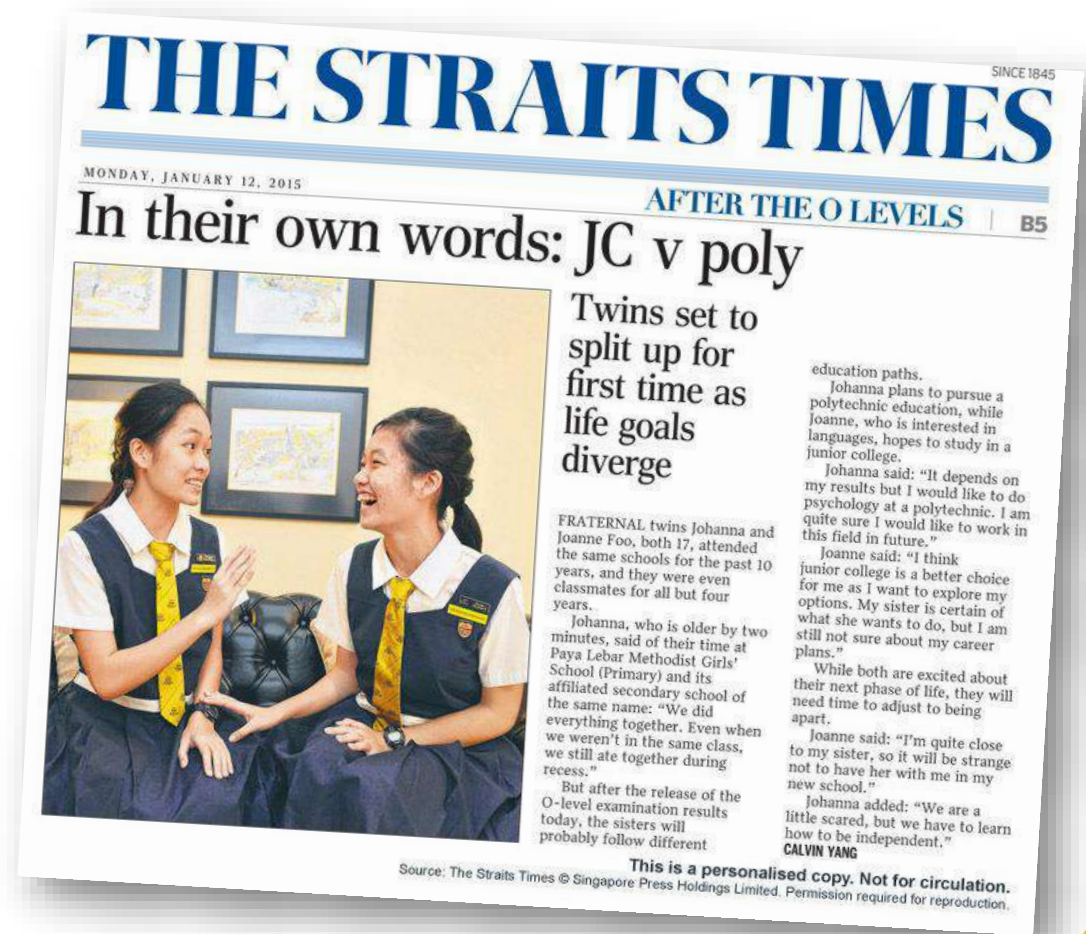 THE STRAITS TIMES
SINCE 1845
MONDAY, JANUARY 12, 2015
AFTER THE O LEVELS | B5
In their own words: JC v poly
Twins set to
split up for
first time as
life goals
diverge
FRATERNAL twins Johanna and
Joanne Foo, both 17, attended
the same schools for the past 10
years, and they were even
classmates for all but four
years.
Johanna, who is older by two
minutes, said of their time at
Paya Lebar Methodist Girls'
School (Primary) and its
affiliated secondary school of
the same name: “We did
everything together. Even when
we weren't in the same class,
we still ate together during
recess.”
But after the release of the
O-level examination results
today, the sisters will
probably follow different
education paths.
Johanna plans to pursue a
polytechnic education, while
Joanne, who is interested in
languages, hopes to study in a
junior college.
Johanna said: “It depends on
my results but I would like to do
psychology at a polytechnic. I am
quite sure I would like to work in
this field in future.”
Joanne said: “I think
junior college is a better choice
for me as I want to explore my
options. My sister is certain of
what she wants to do, but I am
still not sure about my career
plans.”
While both are excited about
their next phase of life, they will
need time to adjust to being
apart.
Joanne said: “I'm quite close
to my sister, so it will be strange
not to have her with me in my
new school.”
Johanna added: “We are a
little scared, but we have to learn
how to be independent.”
CALVIN YANG
This is a personalised copy. Not for circulation.
Source: The Straits Times © Singapore Press Holdings Limited. Permission required for reproduction.